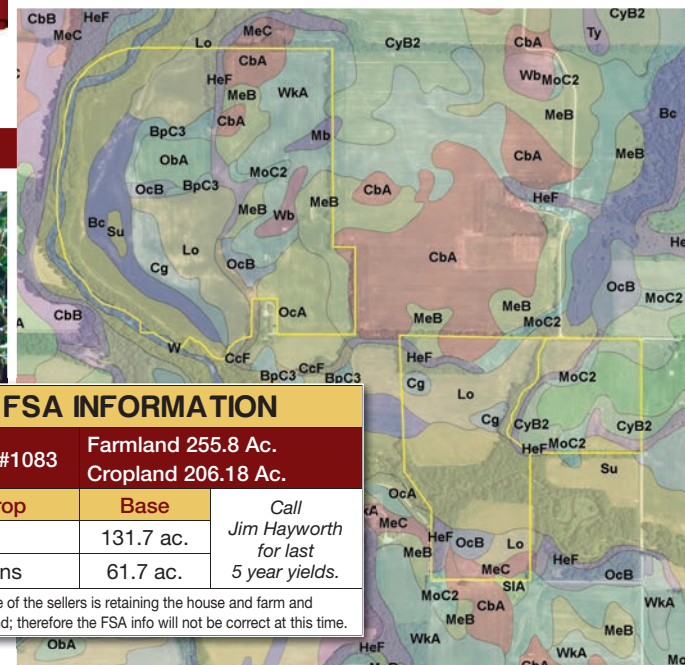 CbB HeF CyB2
MeC MeC Ty
Lo CyB2 CbA
CbA
HeF Wb MoC2
MeB WkA
CbA MeB Bc
BpC3 Mb
ObA CbA MeB
MoC2
OcB BpC3 CbA HeF
MeB Wb MeB
Bc Su
Lo CbA He
Cg OcB
OcB
MoC2
CbB OcA MeB
A MeB MoC2
W CcF HeF
BpC3 CcF BpC3 MoC2
Cg Lo
Cg CyB2 CyB2
HeF MoC2
Su
FSA INFORMATION
#1083
Farmland 255.8 Ac.
Cropland 206.18 Ac.
rop Base
131.7 ac.
ns 61.7 ac.
Call
Jim Hayworth
for last
5 year yields.
e of the sellers is retaining the house and farm and
d; therefore the FSA info will not be correct at this time.
OcA
kA
MeC
HeF OcB Lo
MeB HeF
MeC OcB
SIA
MoC2 CbA WkA
MeB
WkA MeB
ObA HeF WkA
CbA Mo